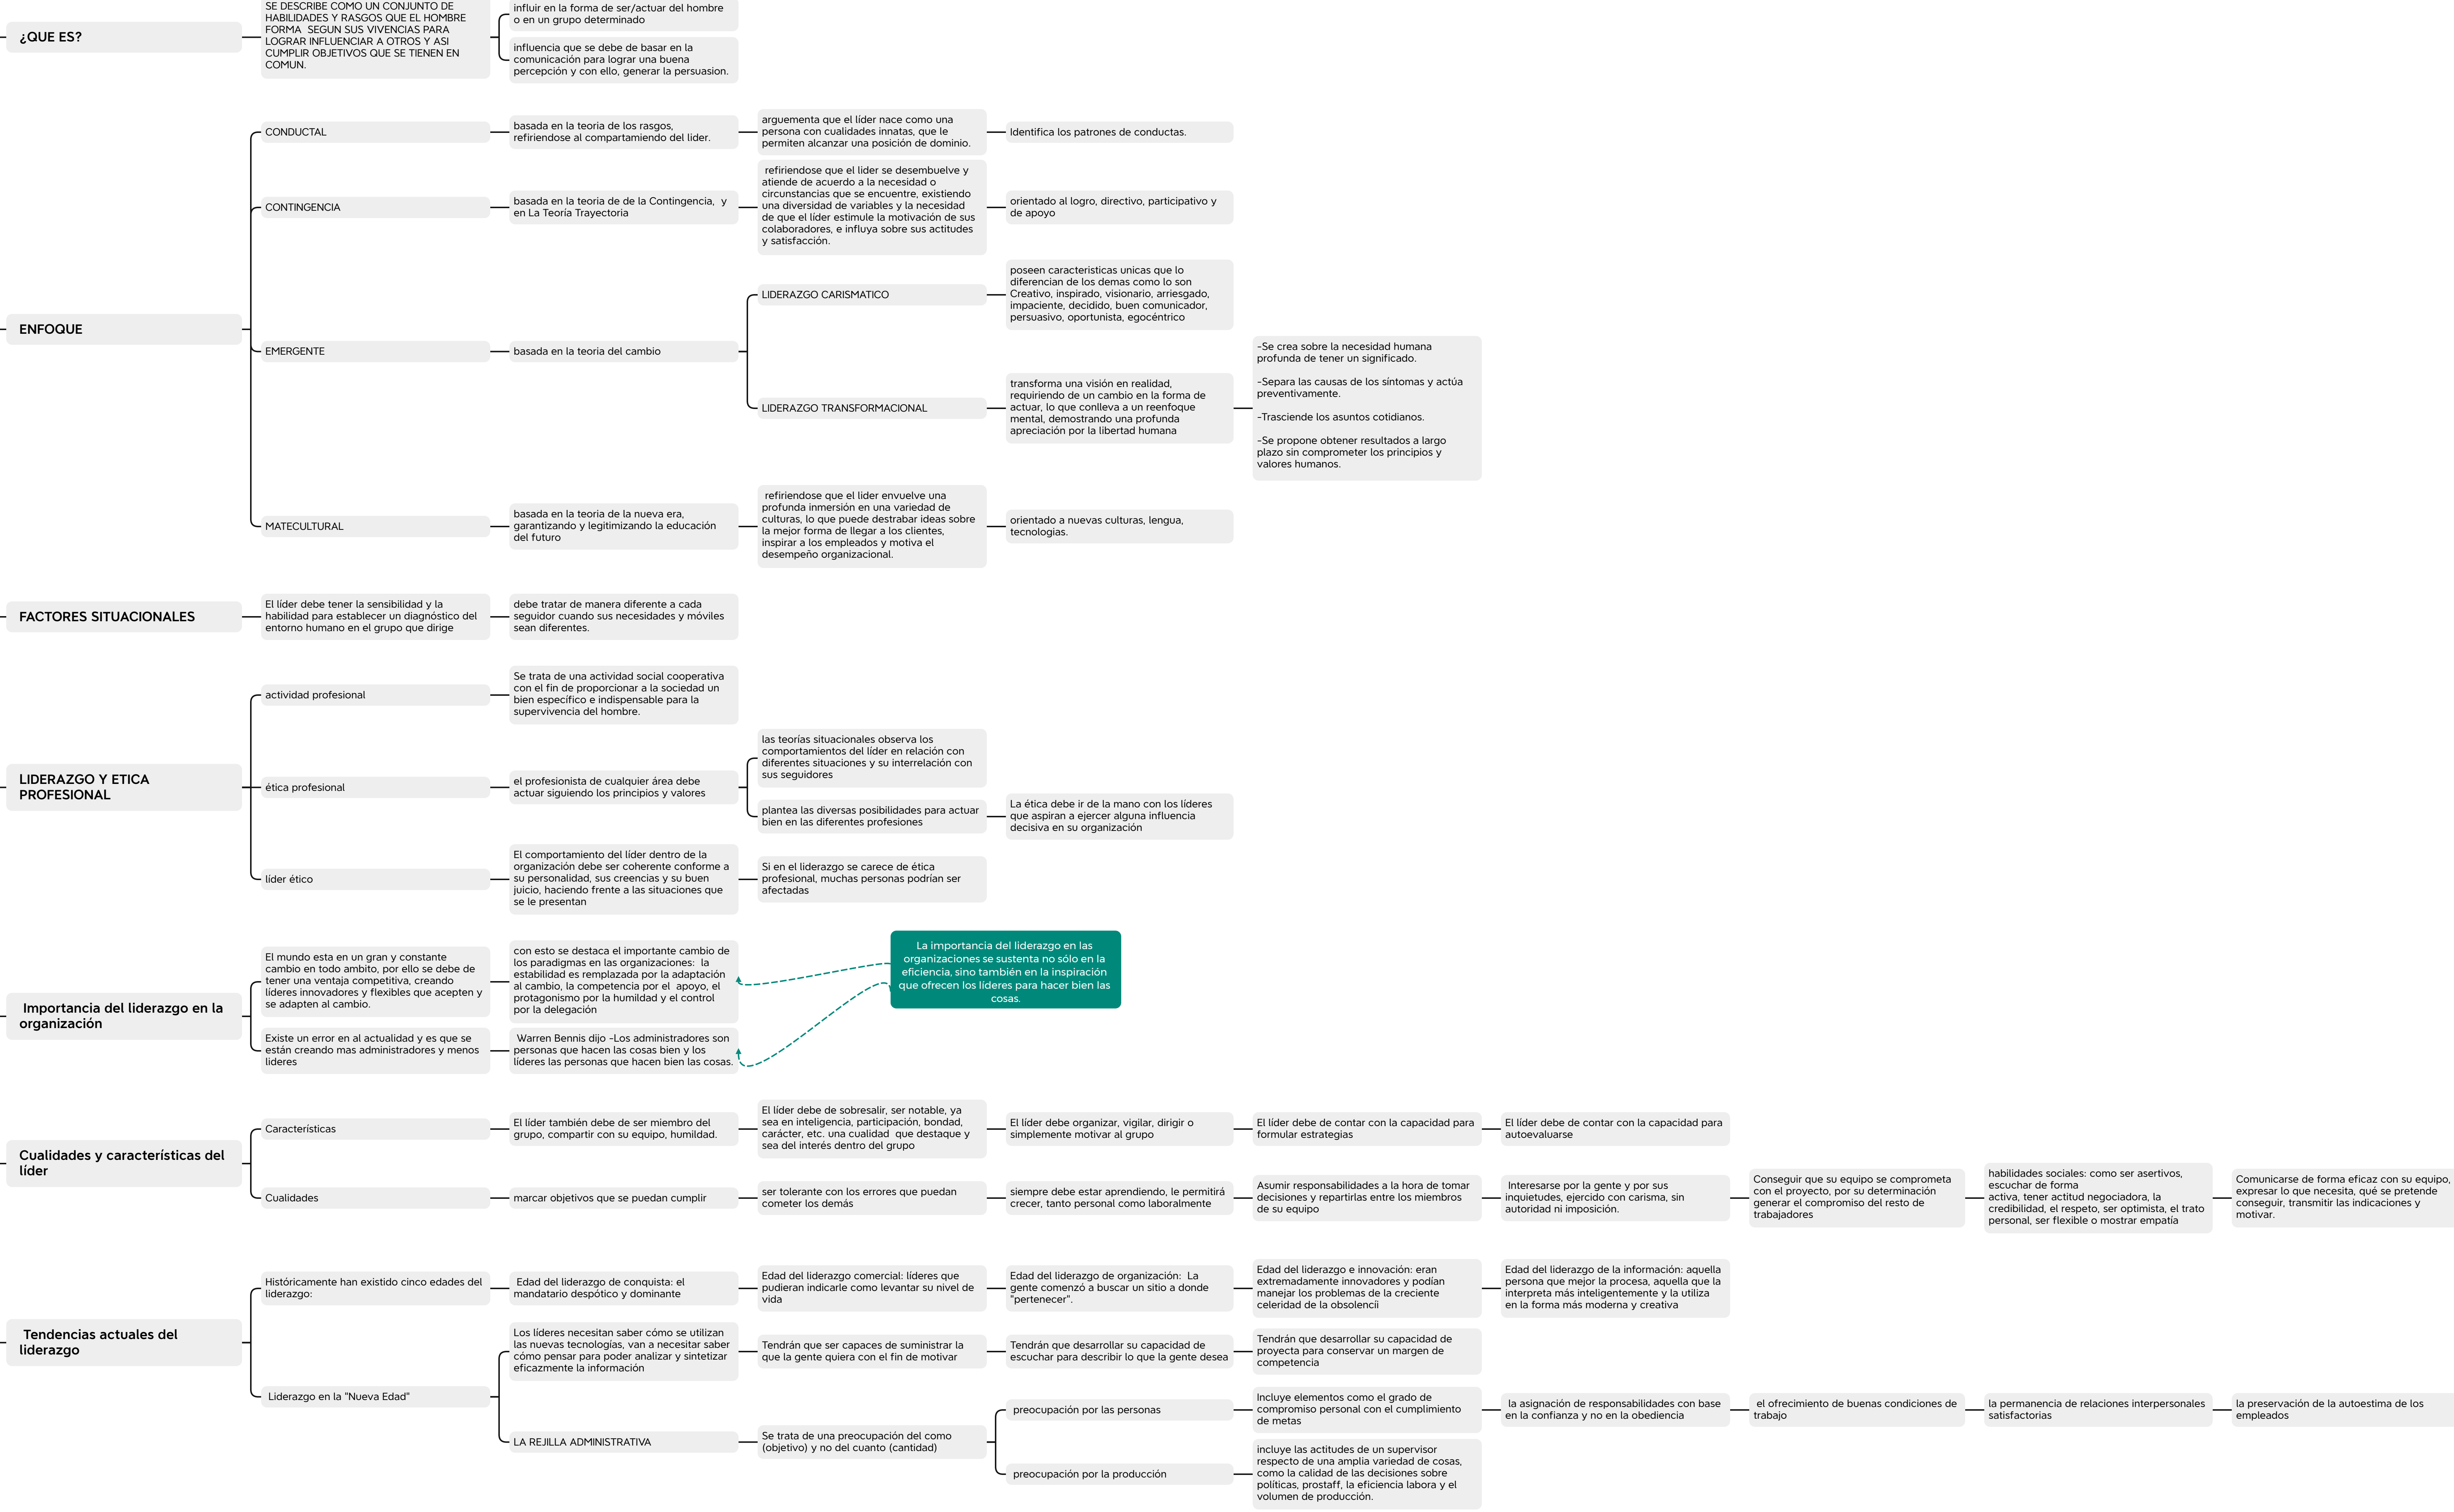 ¿QUE ES?
SE DESCRIBE COMO UN CONJUNTO DE
HABILIDADES Y RASGOS QUE EL HOMBRE
FORMA  SEGUN SUS VIVENCIAS PARA
LOGRAR INFLUENCIAR A OTROS Y ASI
CUMPLIR OBJETIVOS QUE SE TIENEN EN
COMUN.
influir en la forma de ser/actuar del hombre
o en un grupo determinado
influencia que se debe de basar en la
comunicación para lograr una buena
percepción y con ello, generar la persuasion.
ENFOQUE
CONDUCTAL
basada en la teoria de los rasgos,
refiriendose al compartamiendo del lider.
arguementa que el líder nace como una
persona con cualidades innatas, que le
permiten alcanzar una posición de dominio.
Identifica los patrones de conductas.
CONTINGENCIA
basada en la teoria de de la Contingencia,  y
en La Teoría Trayectoria
refiriendose que el lider se desembuelve y
atiende de acuerdo a la necesidad o
circunstancias que se encuentre, existiendo
una diversidad de variables y la necesidad
de que el líder estimule la motivación de sus
colaboradores, e influya sobre sus actitudes
y satisfacción.
orientado al logro, directivo, participativo y
de apoyo
EMERGENTE
basada en la teoria del cambio
LIDERAZGO CARISMATICO
poseen caracteristicas unicas que lo
diferencian de los demas como lo son
Creativo, inspirado, visionario, arriesgado,
impaciente, decidido, buen comunicador,
persuasivo, oportunista, egocéntrico
LIDERAZGO TRANSFORMACIONAL
transforma una visión en realidad,
requiriendo de un cambio en la forma de
actuar, lo que conlleva a un reenfoque
mental, demostrando una profunda
apreciación por la libertad humana
-Se crea sobre la necesidad humana
profunda de tener un significado.
-Separa las causas de los síntomas y actúa
preventivamente.
-Trasciende los asuntos cotidianos.
-Se propone obtener resultados a largo
plazo sin comprometer los principios y
valores humanos.
MATECULTURAL
basada en la teoria de la nueva era,
garantizando y legitimizando la educación
del futuro
refiriendose que el lider envuelve una
profunda inmersión en una variedad de
culturas, lo que puede destrabar ideas sobre
la mejor forma de llegar a los clientes,
inspirar a los empleados y motiva el
desempeño organizacional.
orientado a nuevas culturas, lengua,
tecnologias.
FACTORES SITUACIONALES
El líder debe tener la sensibilidad y la
habilidad para establecer un diagnóstico del
entorno humano en el grupo que dirige
debe tratar de manera diferente a cada
seguidor cuando sus necesidades y móviles
sean diferentes.
LIDERAZGO Y ETICA
PROFESIONAL
actividad profesional
Se trata de una actividad social cooperativa
con el fin de proporcionar a la sociedad un
bien específico e indispensable para la
supervivencia del hombre.
ética profesional
el profesionista de cualquier área debe
actuar siguiendo los principios y valores
las teorías situacionales observa los
comportamientos del líder en relación con
diferentes situaciones y su interrelación con
sus seguidores
plantea las diversas posibilidades para actuar
bien en las diferentes profesiones
La ética debe ir de la mano con los líderes
que aspiran a ejercer alguna influencia
decisiva en su organización
líder ético
El comportamiento del líder dentro de la
organización debe ser coherente conforme a
su personalidad, sus creencias y su buen
juicio, haciendo frente a las situaciones que
se le presentan
Si en el liderazgo se carece de ética
profesional, muchas personas podrían ser
afectadas
Importancia del liderazgo en la
organización
El mundo esta en un gran y constante
cambio en todo ambito, por ello se debe de
tener una ventaja competitiva, creando
líderes innovadores y flexibles que acepten y
se adapten al cambio.
con esto se destaca el importante cambio de
los paradigmas en las organizaciones:  la
estabilidad es remplazada por la adaptación
al cambio, la competencia por el  apoyo, el
protagonismo por la humildad y el control
por la delegación
La importancia del liderazgo en las
organizaciones se sustenta no sólo en la
eficiencia, sino también en la inspiración
que ofrecen los líderes para hacer bien las
cosas.
Existe un error en al actualidad y es que se
están creando mas administradores y menos
lideres
Warren Bennis dijo -Los administradores son
personas que hacen las cosas bien y los
líderes las personas que hacen bien las cosas.
Cualidades y características del
líder
Características
El líder también debe de ser miembro del
grupo, compartir con su equipo, humildad.
El líder debe de sobresalir, ser notable, ya
sea en inteligencia, participación, bondad,
carácter, etc. una cualidad  que destaque y
sea del interés dentro del grupo
El líder debe organizar, vigilar, dirigir o
simplemente motivar al grupo
El líder debe de contar con la capacidad para
formular estrategias
El líder debe de contar con la capacidad para
autoevaluarse
Cualidades
marcar objetivos que se puedan cumplir
ser tolerante con los errores que puedan
cometer los demás
siempre debe estar aprendiendo, le permitirá
crecer, tanto personal como laboralmente
Asumir responsabilidades a la hora de tomar
decisiones y repartirlas entre los miembros
de su equipo
Interesarse por la gente y por sus
inquietudes, ejercido con carisma, sin
autoridad ni imposición.
Conseguir que su equipo se comprometa
con el proyecto, por su determinación
generar el compromiso del resto de
trabajadores
habilidades sociales: como ser asertivos,
escuchar de forma
activa, tener actitud negociadora, la
credibilidad, el respeto, ser optimista, el trato
personal, ser flexible o mostrar empatía
Comunicarse de forma eficaz con su equipo,
expresar lo que necesita, qué se pretende
conseguir, transmitir las indicaciones y
motivar.
Tendencias actuales del
liderazgo
Históricamente han existido cinco edades del
liderazgo:
Edad del liderazgo de conquista: el
mandatario despótico y dominante
Edad del liderazgo comercial: líderes que
pudieran indicarle como levantar su nivel de
vida
Edad del liderazgo de organización:  La
gente comenzó a buscar un sitio a donde
"pertenecer".
Edad del liderazgo e innovación: eran
extremadamente innovadores y podían
manejar los problemas de la creciente
celeridad de la obsolencíi
Edad del liderazgo de la información: aquella
persona que mejor la procesa, aquella que la
interpreta más inteligentemente y la utiliza
en la forma más moderna y creativa
Liderazgo en la "Nueva Edad"
Los líderes necesitan saber cómo se utilizan
las nuevas tecnologías, van a necesitar saber
cómo pensar para poder analizar y sintetizar
eficazmente la información
Tendrán que ser capaces de suministrar la
que la gente quiera con el fin de motivar
Tendrán que desarrollar su capacidad de
escuchar para describir lo que la gente desea
Tendrán que desarrollar su capacidad de
proyecta para conservar un margen de
competencia
LA REJILLA ADMINISTRATIVA
Se trata de una preocupación del como
(objetivo) y no del cuanto (cantidad)
preocupación por las personas
Incluye elementos como el grado de
compromiso personal con el cumplimiento
de metas
la asignación de responsabilidades con base
en la confianza y no en la obediencia
el ofrecimiento de buenas condiciones de
trabajo
la permanencia de relaciones interpersonales
satisfactorias
la preservación de la autoestima de los
empleados
preocupación por la producción
incluye las actitudes de un supervisor
respecto de una amplia variedad de cosas,
como la calidad de las decisiones sobre
políticas, prostaff, la eficiencia labora y el
volumen de producción.